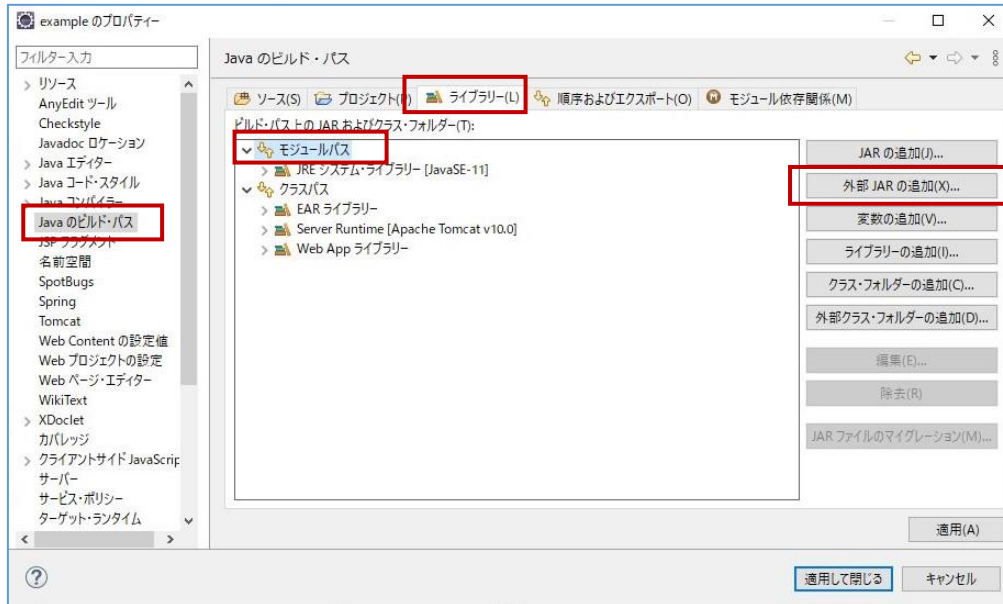 example のプロパティー
フィルター入力
リソース
AnyEdit ツール
Checkstyle
Javadoc ロケーション
Java エディター
Java コード・スタイル
Java コンパイラー
Java のビルド・パス
JSP フラグメント
名前空間
SpotBugs
Spring
Tomcat
Web Content の設定値
Web プロジェクトの設定
Web ページ・エディター
WikiText
XDoclet
カバレッジ
クライアントサイド JavaScrip
サーバー
サービス・ポリシー
ターゲット・ランタイム
Java のビルド・パス
ソース(S) プロジェクト(P) ライブラリー(L) 順序およびエクスポート(O) モジュール依存関係(M)
ビルド・パス上の JAR およびクラス・フォルダー(T):
モジュールパス
JRE システム・ライブラリー [JavaSE-11]
クラスパス
EAR ライブラリー
Server Runtime [Apache Tomcat v10.0]
Web App ライブラリー
JAR の追加(J)...
外部 JAR の追加(X)...
変数の追加(V)...
ライブラリーの追加(I)...
クラス・フォルダーの追加(C)...
外部クラス・フォルダーの追加(D)...
編集(E)...
除去(R)
JAR ファイルのマイグレーション(M)...
適用(A)
適用して閉じる キャンセル